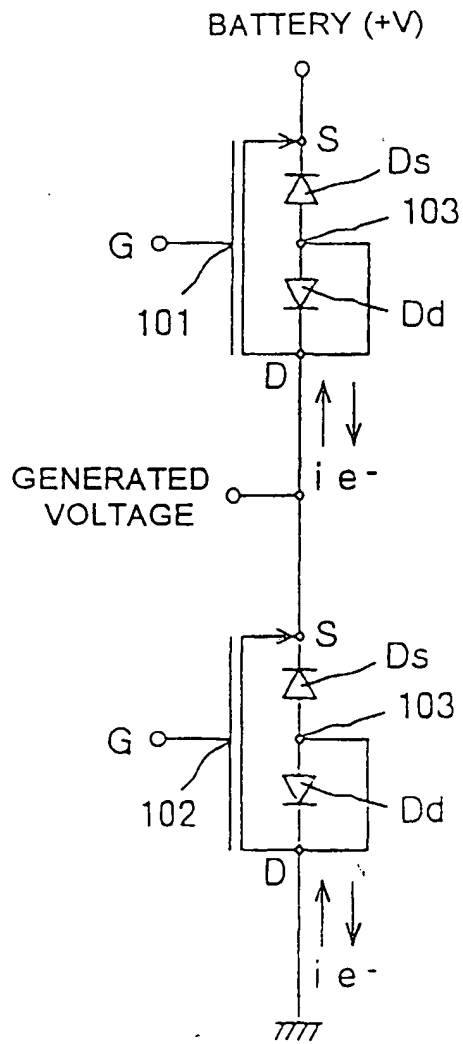 BATTERY (+V)
S
Ds
103
G
101
Dd
D
i e-
GENERATED
VOLTAGE
S
Ds
103
G
102
Dd
D
i e-